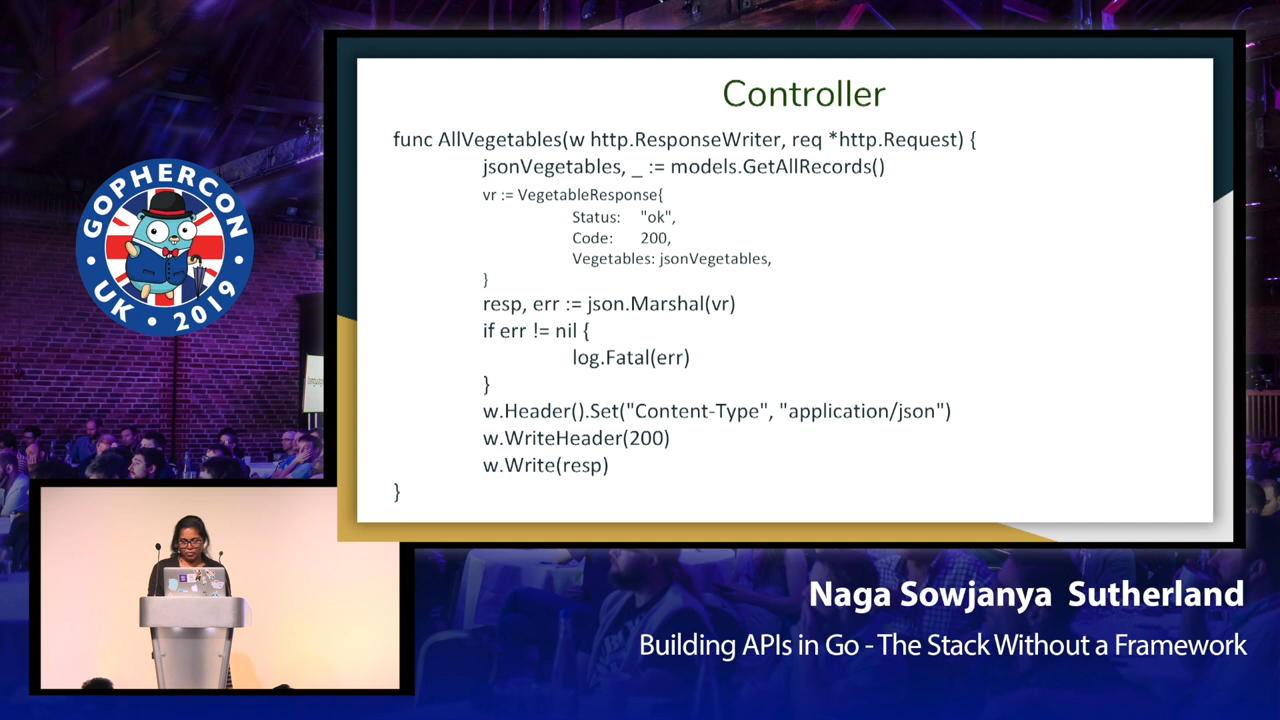 GOPHERCON
UK • 2019
Controller
func AllVegetables(w http.ResponseWriter, req *http.Request) {
jsonVegetables, _ := models.GetAllRecords()
vr := VegetableResponse{
Status: "ok",
Code: 200,
Vegetables: jsonVegetables,
}
resp, err := json.Marshal(vr)
if err != nil {
log.Fatal(err)
}
w.Header().Set("Content-Type", "application/json")
w.WriteHeader(200)
w.Write(resp)
}
Naga Sowjanya Sutherland
Building APIs in Go - The Stack Without a Framework